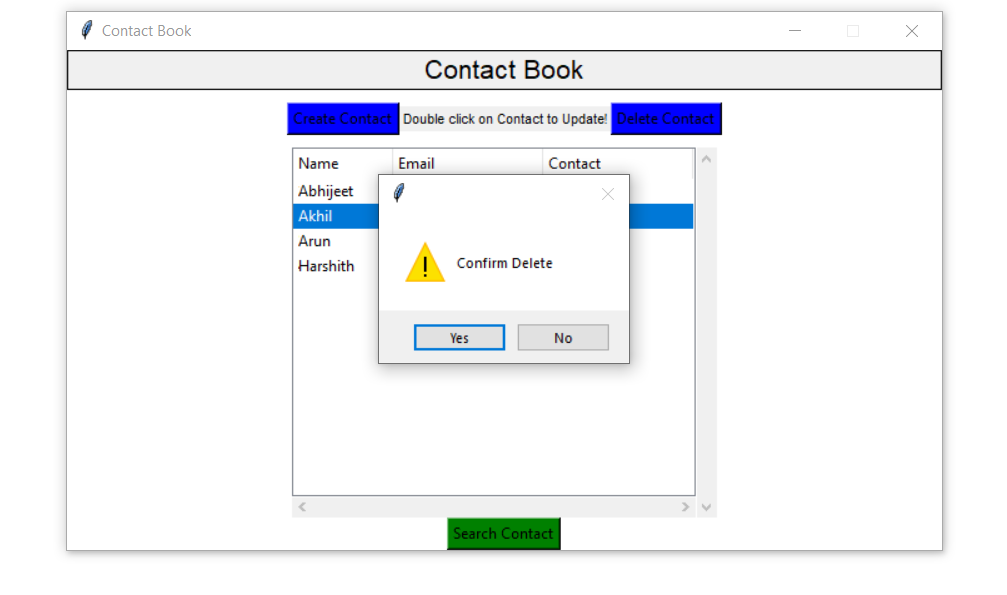 Contact Book
Contact Book
Create Contact Double click on Contact to Update! Delete Contact
Name Email Contact
Abhijeet
Akhil
Arun
Harshith
Confirm Delete
Yes No
Search Contact